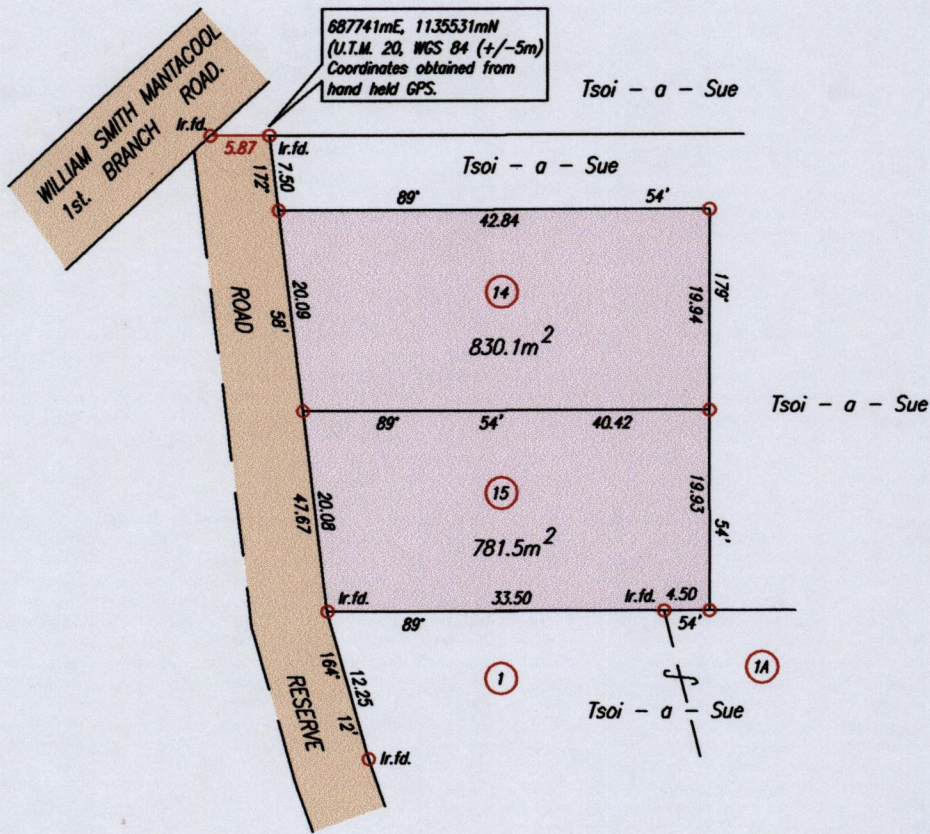 687741mE, 1135531mN
(U.T.M. 20, WGS 84 (+/-5m)
Coordinates obtained from
hand held GPS.
WILLIAM SMITH MANTACOOL
1st. BRANCH ROAD.
Tsoi - a - Sue
Ir.fd.
5.87
Ir.fd.
Tsoi - a - Sue
172°
7.50
89° 54'
42.84
14
830.1m²
ROAD
20.09
58'
179°
19.94
Tsoi - a - Sue
89° 54' 40.42
15
781.5m²
47.67
20.08
19.93
54'
Ir.fd.
33.50
Ir.fd.
4.50
89°
54'
1
1A
164°
12.25
12'
RESERVE
Tsoi - a - Sue
Ir.fd.